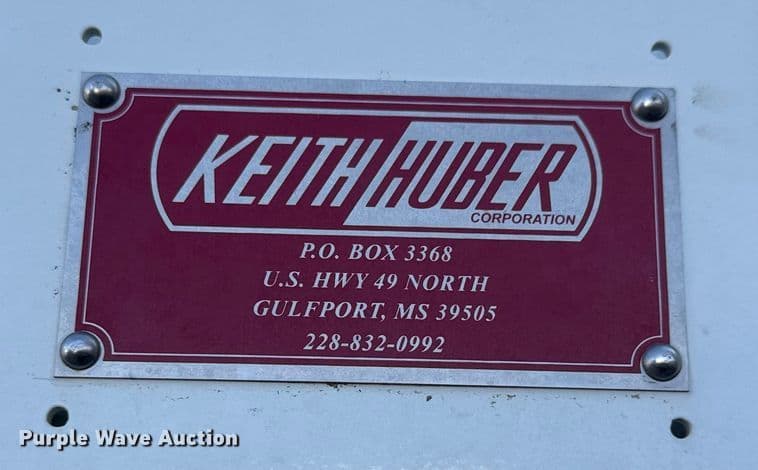 KEITH HUBER
CORPORATION
P.O. BOX 3368
U.S. HWY 49 NORTH
GULFPORT, MS 39505
228-832-0992
Purple Wave Auction